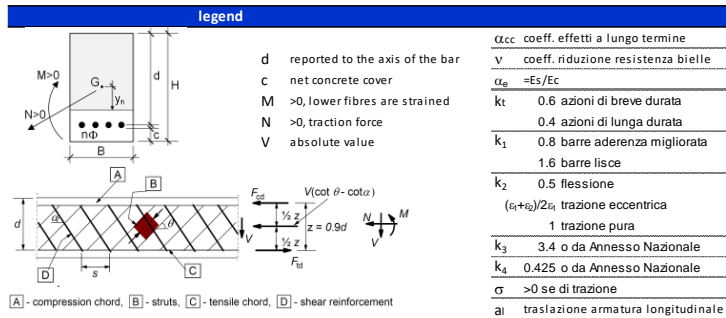 legend
M>0
G
N>0
yn
nΦ
B
d
H
c
d reported to the axis of the bar
c net concrete cover
M >0, lower fibres are strained
N >0, traction force
V absolute value
A
B
d
α
θ
s
D
C
V
Fcd
V(cot θ - cotα)
½ z
z = 0.9d
½ z
Ftd
N
M
V
A - compression chord, B - struts, C - tensile chord, D - shear reinforcement
αcc coeff. effetti a lungo termine
ν coeff. riduzione resistenza bielle
αe =Es/Ec
kt 0.6 azioni di breve durata
0.4 azioni di lunga durata
k1 0.8 barre aderenza migliorata
1.6 barre lisce
k2 0.5 flessione
(ε1+ε2)/2ε1 trazione eccentrica
1 trazione pura
k3 3.4 o da Annesso Nazionale
k4 0.425 o da Annesso Nazionale
σ >0 se di trazione
al traslazione armatura longitudinale